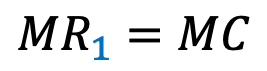 MR₁ = MC